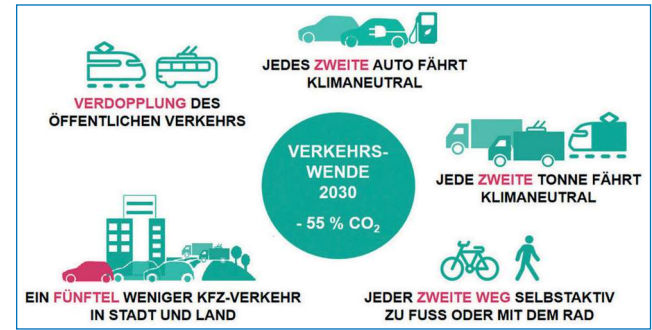 JEDES ZWEITE AUTO FÄHRT
KLIMANEUTRAL
VERDOPPLUNG DES
ÖFFENTLICHEN VERKEHRS
VERKEHRS-
WENDE
2030
- 55 % CO₂
JEDE ZWEITE TONNE FÄHRT
KLIMANEUTRAL
EIN FÜNFTEL WENIGER KFZ-VERKEHR
IN STADT UND LAND
JEDER ZWEITE WEG SELBSTAKTIV
ZU FUSS ODER MIT DEM RAD